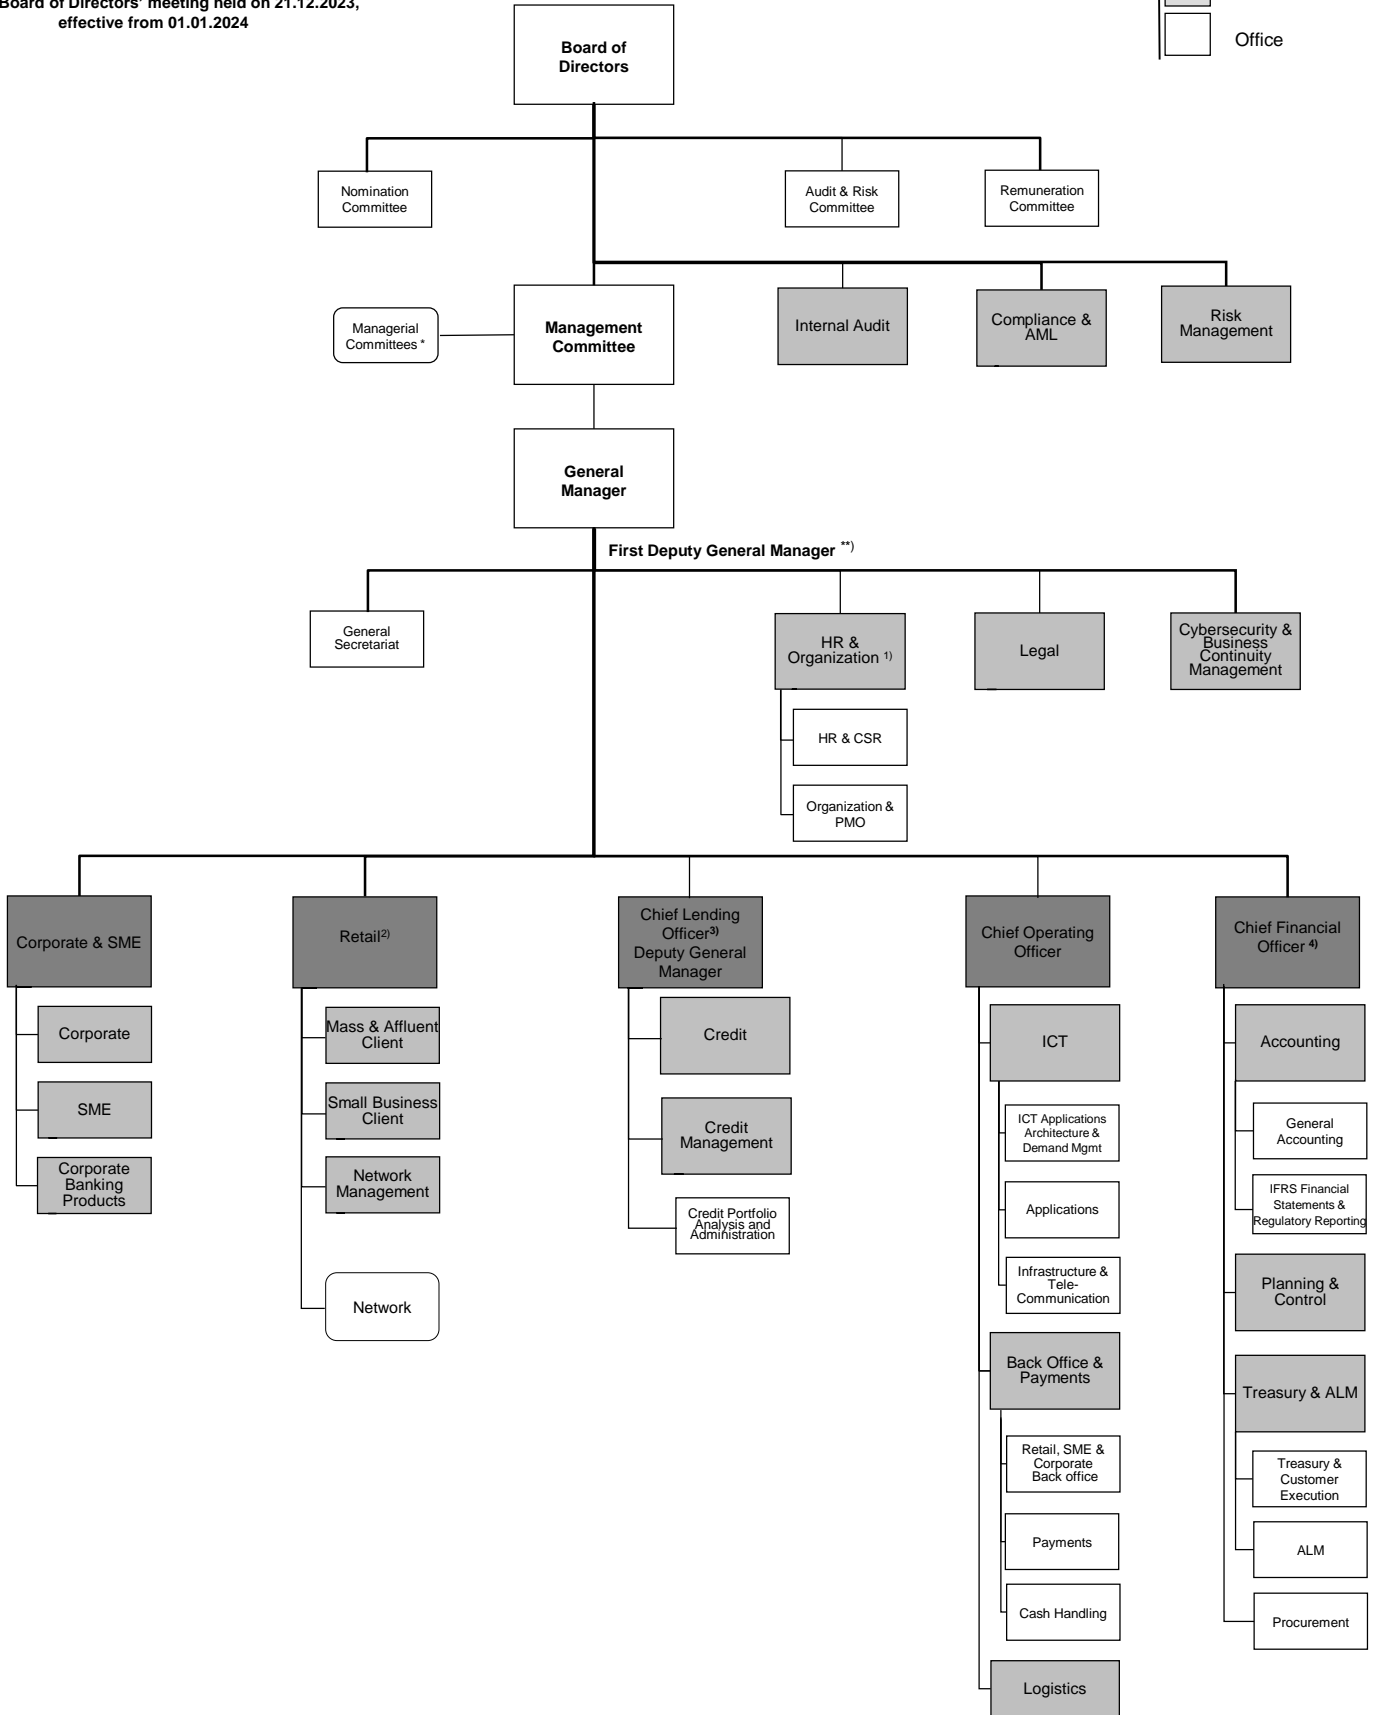 Board of Directors' meeting held on 21.12.2023,
effective from 01.01.2024
Office
Board of
Directors
Nomination
Committee
Audit & Risk
Committee
Remuneration
Committee
Managerial
Committees *
Management
Committee
Internal Audit
Compliance &
AML
Risk
Management
General
Manager
First Deputy General Manager **)
General
Secretariat
HR &
Organization 1)
Legal
Cybersecurity &
Business
Continuity
Management
HR & CSR
Organization &
PMO
Corporate & SME
Retail2)
Chief Lending
Officer3)
Deputy General
Manager
Chief Operating
Officer
Chief Financial
Officer 4)
Corporate
SME
Corporate
Banking
Products
Mass & Affluent
Client
Small Business
Client
Network
Management
Network
Credit
Credit
Management
Credit Portfolio
Analysis and
Administration
ICT
ICT Applications
Architecture &
Demand Mgmt
Applications
Infrastructure &
Tele-
Communication
Back Office &
Payments
Retail, SME &
Corporate
Back office
Payments
Cash Handling
Logistics
Accounting
General
Accounting
IFRS Financial
Statements &
Regulatory Reporting
Planning &
Control
Treasury & ALM
Treasury &
Customer
Execution
ALM
Procurement